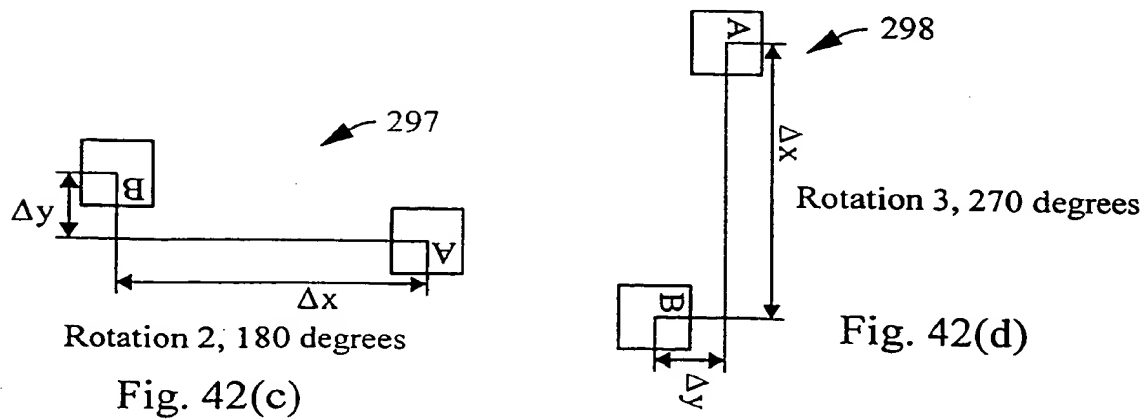 297
B
Δy
A
Δx
Rotation 2, 180 degrees
Fig. 42(c)
A
298
Δx
Rotation 3, 270 degrees
B
Δy
Fig. 42(d)